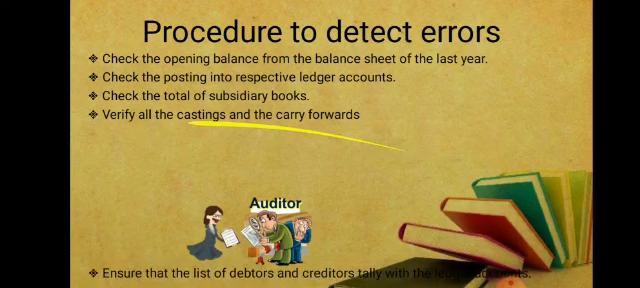 Procedure to detect errors
❖ Check the opening balance from the balance sheet of the last year.
❖ Check the posting into respective ledger accounts.
❖ Check the total of subsidiary books.
❖ Verify all the castings and the carry forwards
Auditor
❖ Ensure that the list of debtors and creditors tally with the ledger accounts.